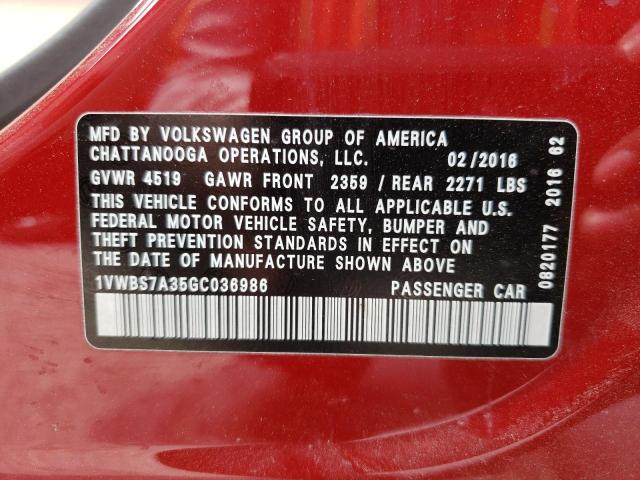 MFD BY VOLKSWAGEN GROUP OF AMERICA
CHATTANOOGA OPERATIONS, LLC. 02/2016
GVWR 4519 GAWR FRONT 2359 / REAR 2271 LBS
THIS VEHICLE CONFORMS TO ALL APPLICABLE U.S.
FEDERAL MOTOR VEHICLE SAFETY, BUMPER AND
THEFT PREVENTION STANDARDS IN EFFECT ON
THE DATE OF MANUFACTURE SHOWN ABOVE
1VWBS7A35GC036986 PASSENGER CAR
0820177 2016 62